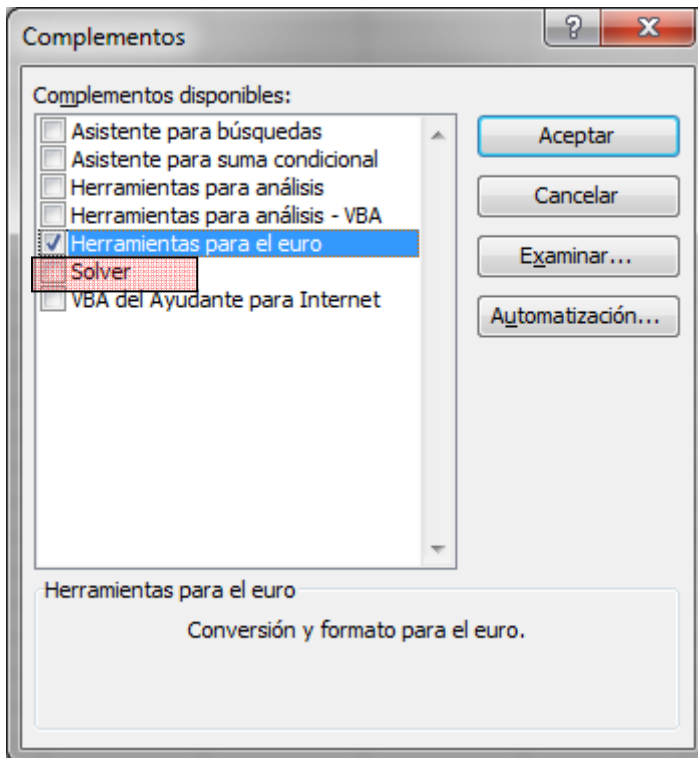 Complementos
Complementos disponibles:
Asistente para búsquedas
Asistente para suma condicional
Herramientas para análisis
Herramientas para análisis - VBA
Herramientas para el euro
Solver
VBA del Ayudante para Internet
Aceptar
Cancelar
Examinar...
Automatización...
Herramientas para el euro
Conversión y formato para el euro.